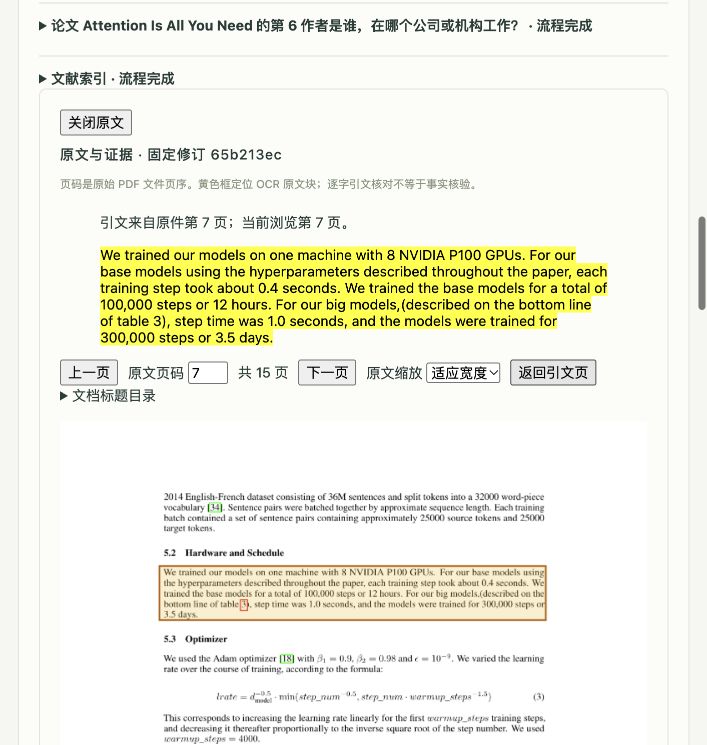 ▶ 论文 Attention Is All You Need 的第 6 作者是谁，在哪个公司或机构工作？ · 流程完成
▶ 文献索引 · 流程完成
关闭原文
原文与证据 · 固定修订 65b213ec
页码是原始 PDF 文件页序。黄色框定位 OCR 原文块；逐字引文核对不等于事实核验。
引文来自原件第 7 页；当前浏览第 7 页。
We trained our models on one machine with 8 NVIDIA P100 GPUs. For our
base models using the hyperparameters described throughout the paper, each
training step took about 0.4 seconds. We trained the base models for a total of
100,000 steps or 12 hours. For our big models,(described on the bottom line
of table 3), step time was 1.0 seconds, and the models were trained for
300,000 steps or 3.5 days.
上一页 原文页码 7 共 15 页 下一页 原文缩放 适应宽度 返回引文页
▶ 文档标题目录
2014 English-French dataset consisting of 36M sentences and split tokens into a 32000 word-piece
vocabulary [34]. Sentence pairs were batched together by approximate sequence length. Each training
batch contained a set of sentence pairs containing approximately 25000 source tokens and 25000
target tokens.
5.2 Hardware and Schedule
We trained our models on one machine with 8 NVIDIA P100 GPUs. For our base models using
the hyperparameters described throughout the paper, each training step took about 0.4 seconds. We
trained the base models for a total of 100,000 steps or 12 hours. For our big models,(described on the
bottom line of table 3), step time was 1.0 seconds, and the models were trained for 300,000 steps or
3.5 days.
5.3 Optimizer
We used the Adam optimizer [18] with β₁ = 0.9, β₂ = 0.98 and ϵ = 10⁻⁹. We varied the learning
rate over the course of training, according to the formula:
lrate = d_model^−0.5 · min(step_num^−0.5, step_num · warmup_steps^−1.5) (3)
This corresponds to increasing the learning rate linearly for the first warmup_steps training steps,
and decreasing it thereafter proportionally to the inverse square root of the step number. We used
warmup_steps = 4000.